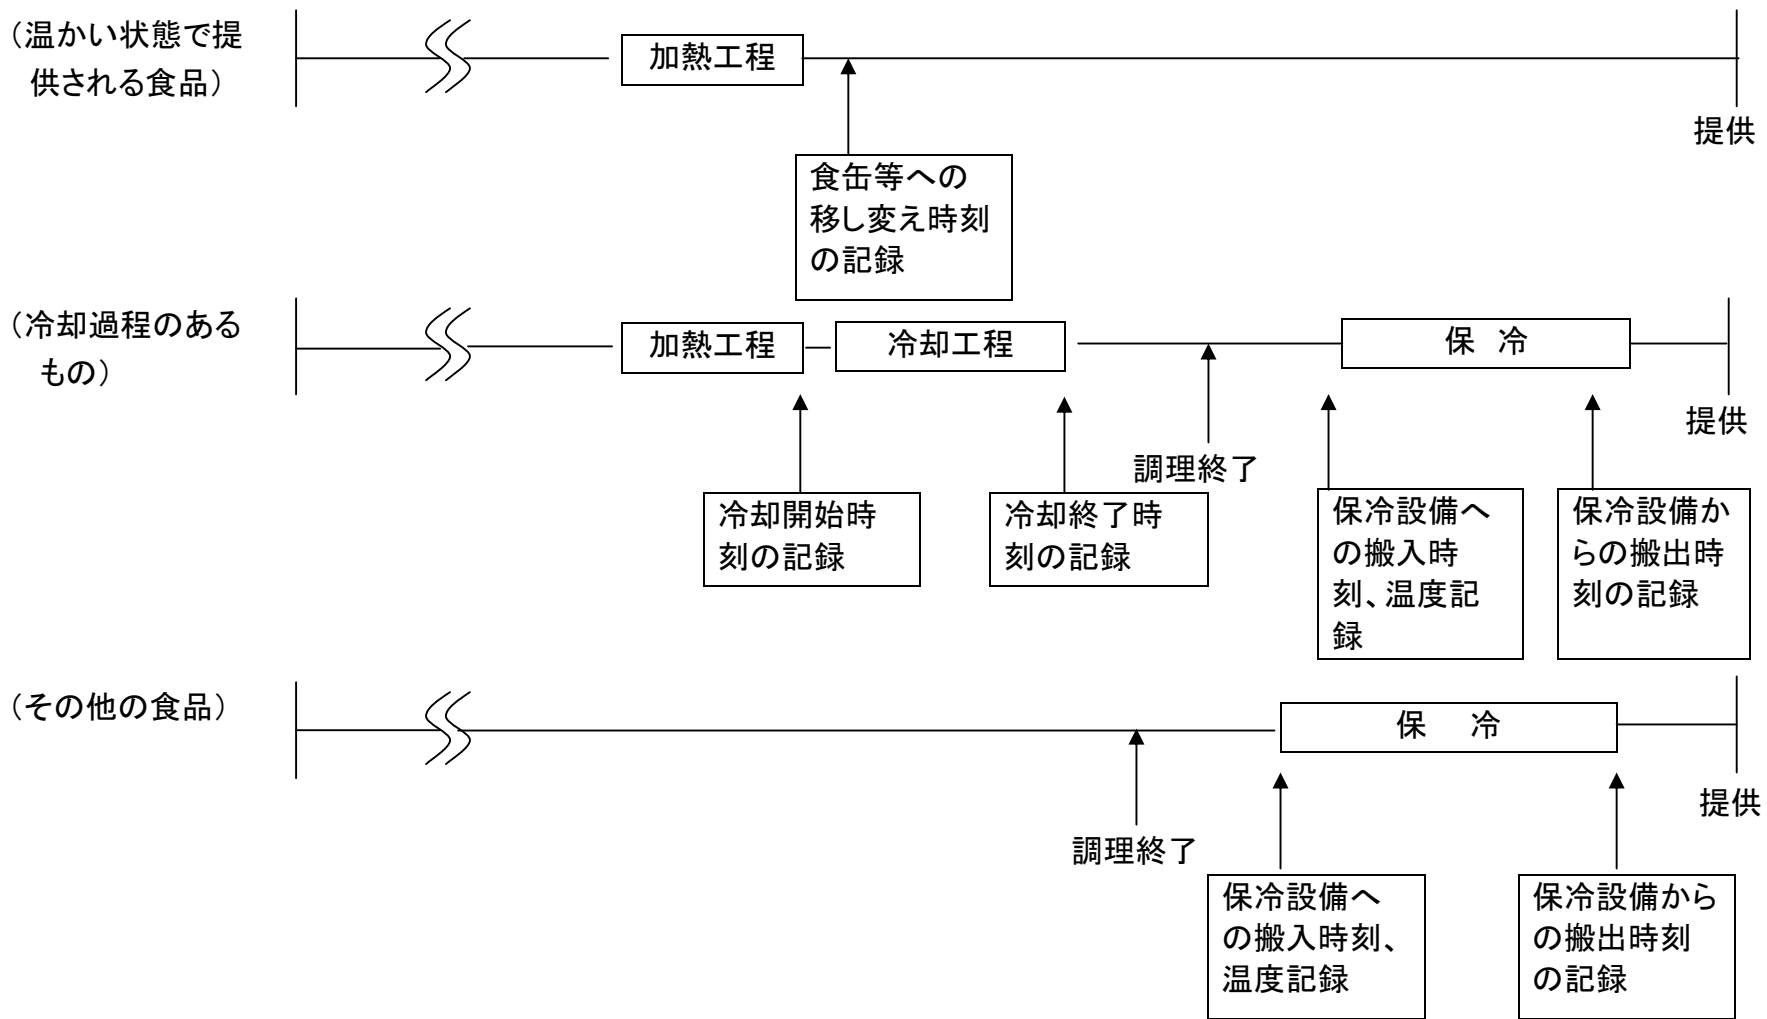 （温かい状態で提
供される食品）
加熱工程
提供
食缶等への
移し変え時刻
の記録
（冷却過程のある
もの）
加熱工程
冷却工程
保 冷
提供
調理終了
冷却開始時
刻の記録
冷却終了時
刻の記録
保冷設備へ
の搬入時
刻、温度記
録
保冷設備か
らの搬出時
刻の記録
（その他の食品）
保 冷
提供
調理終了
保冷設備へ
の搬入時刻、
温度記録
保冷設備から
の搬出時刻
の記録